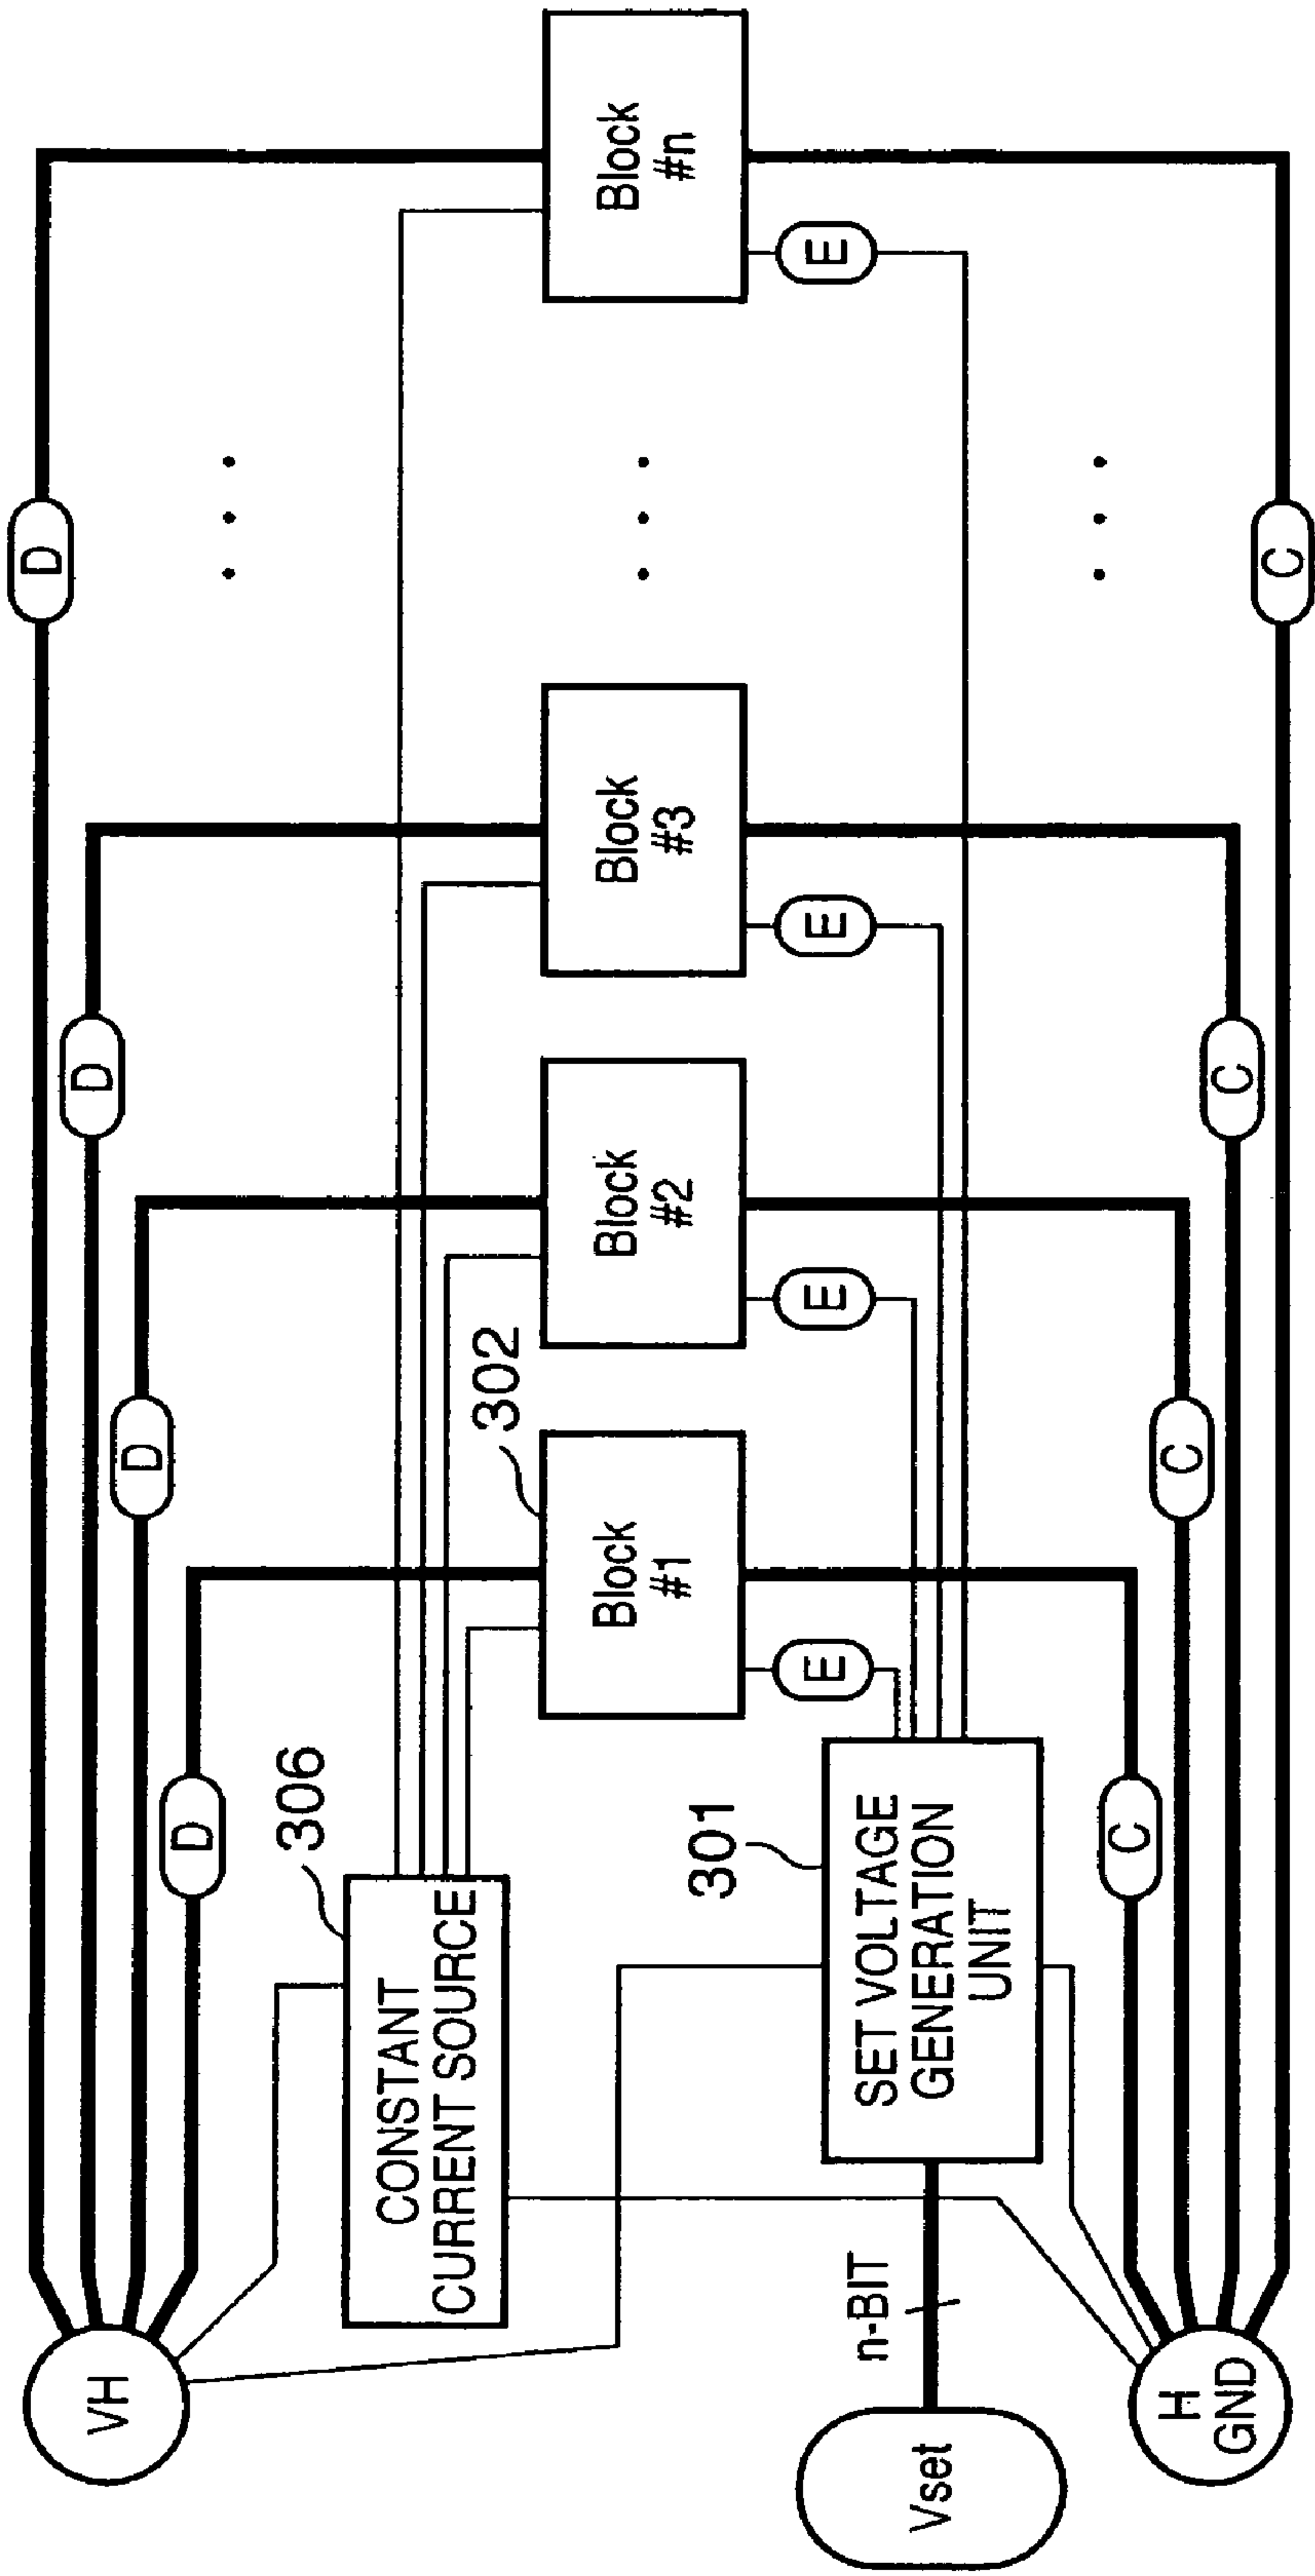 VH
D
D
D
D
306
CONSTANT
CURRENT SOURCE
302
Block
#1
Block
#2
Block
#3
Block
#n
E
E
E
E
301
SET VOLTAGE
GENERATION
UNIT
n-BIT
Vset
C
C
C
C
H
GND